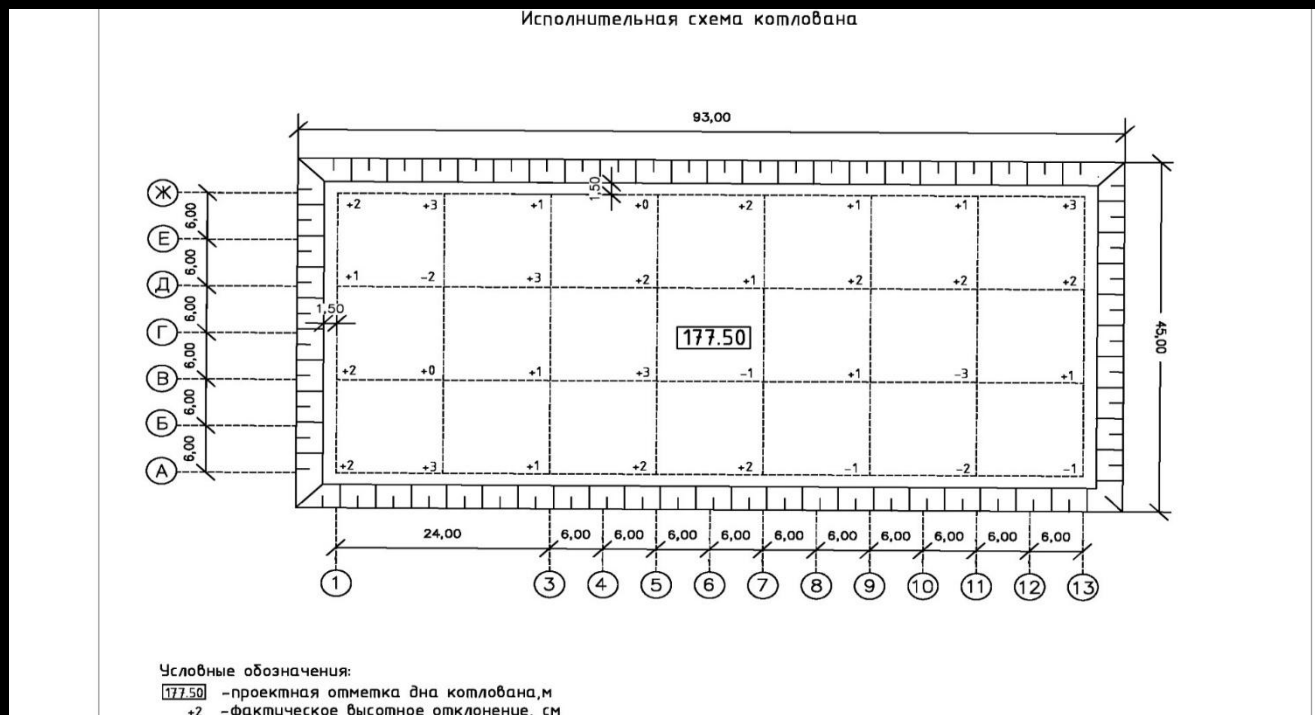 Исполнительная схема котлована
93,00
Ж
1,50
+2 +3 +1 +0 +2 +1 +1 +3
6,00
Е
6,00
Д
+1 -2 +3 +2 +1 +2 +2 +2
6,00
1,50
Г
177.50
45,00
6,00
В
+2 +0 +1 +3 -1 +1 -3 +1
6,00
Б
6,00
А
+2 +3 +1 +2 +2 -1 -2 -1
24,00 6,00 6,00 6,00 6,00 6,00 6,00 6,00 6,00 6,00 6,00
1 3 4 5 6 7 8 9 10 11 12 13
Условные обозначения:
177.50 -проектная отметка дна котлована,м
+2 -фактическое высотное отклонение, см